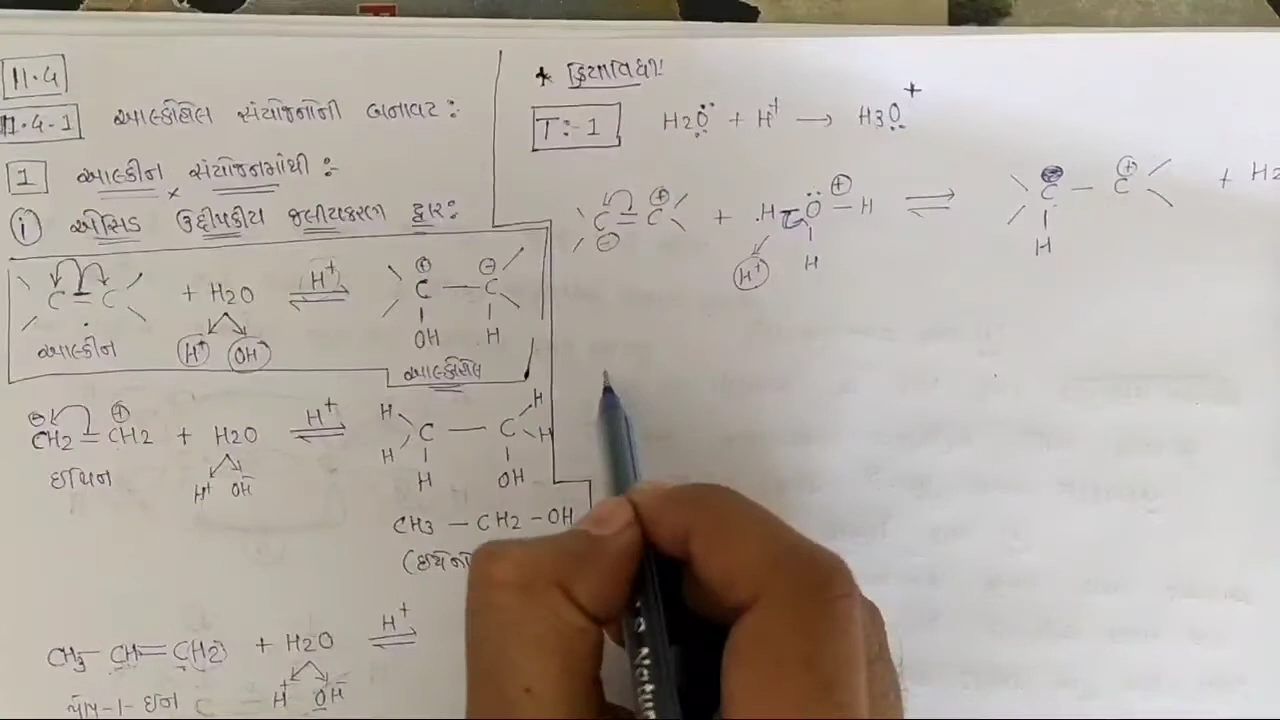 11.4
11.4.1 આલ્કોહોલ સંયોજનોની બનાવટ :
1 આલ્કીન સંયોજનમાંથી :-
i એસિડ ઉદ્દીપકીય જલીયકરણ દ્વારા :
C = C + H2O ⇌ H+ C — C
OH H
આલ્કીન H+ OH-
આલ્કોહોલ
CH2 = CH2 + H2O ⇌ H+ H H C — C H H
H OH
ઇથિન H+ OH-
CH3 — CH2 – OH
CH3 – CH = CH2 + H2O ⇌ H+
પ્રોપ-1-ઇન C — H+ OH-
* ક્રિયાવિધી:
T:-1 H2O + H+ → H3O+
C = C + H – O – H ⇌ C — C + H2
⊖ H+ H H